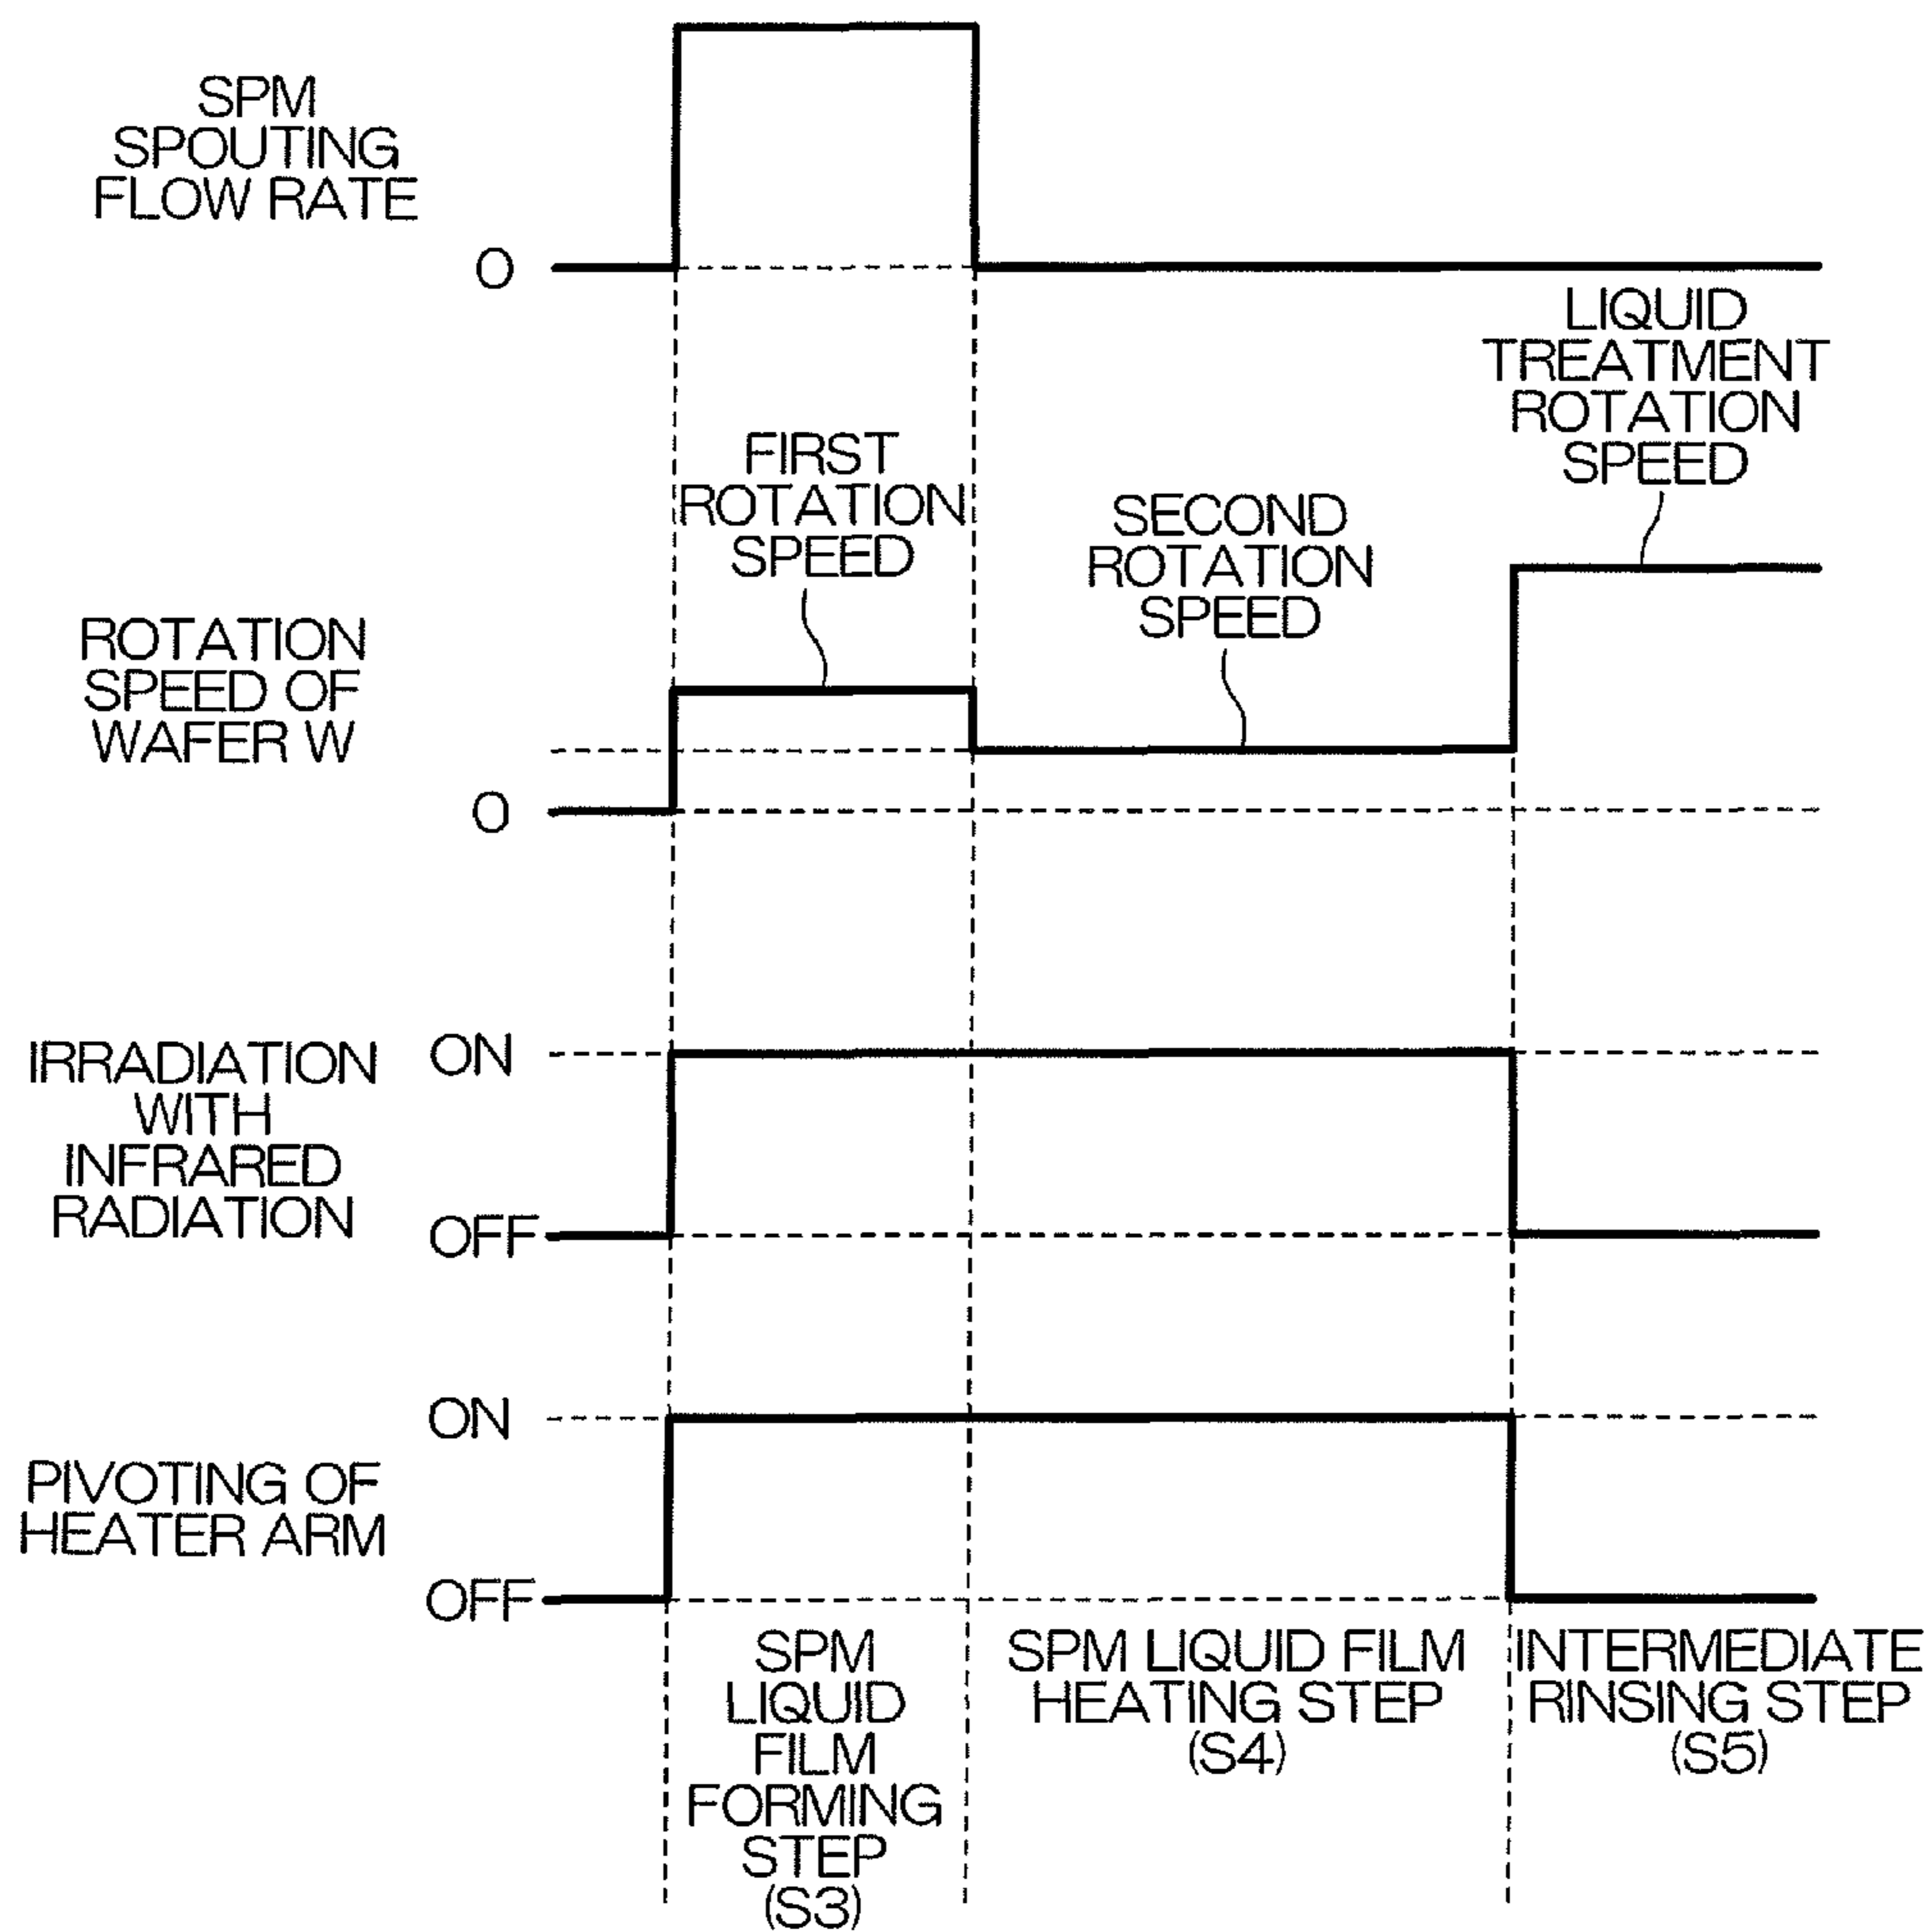 SPM
SPOUTING
FLOW RATE
0
LIQUID
TREATMENT
ROTATION
SPEED
FIRST
ROTATION
SPEED
SECOND
ROTATION
SPEED
ROTATION
SPEED OF
WAFER W
0
IRRADIATION
WITH
INFRARED
RADIATION
ON
OFF
PIVOTING OF
HEATER ARM
ON
OFF
SPM
LIQUID
FILM
FORMING
STEP
(S3)
SPM LIQUID FILM
HEATING STEP
(S4)
INTERMEDIATE
RINSING STEP
(S5)